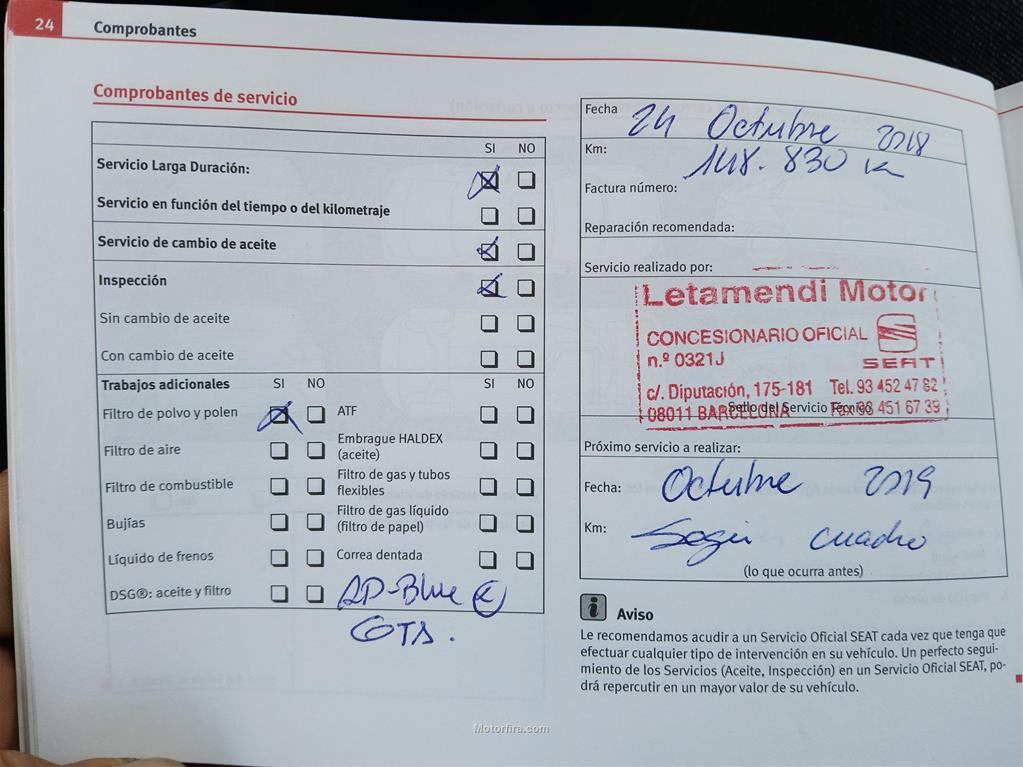 24 Comprobantes
Comprobantes de servicio
SI NO
Servicio Larga Duración:
Servicio en función del tiempo o del kilometraje
Servicio de cambio de aceite
Inspección
Sin cambio de aceite
Con cambio de aceite
Trabajos adicionales SI NO SI NO
Filtro de polvo y polen ATF
Filtro de aire Embrague HALDEX
(aceite)
Filtro de combustible Filtro de gas y tubos
flexibles
Bujías Filtro de gas líquido
(filtro de papel)
Líquido de frenos Correa dentada
DSG®: aceite y filtro AD-Blue
Fecha 24 Octubre 2018
Km: 148.830 K
Factura número:
Reparación recomendada:
Servicio realizado por:
Letamendi Motor
CONCESIONARIO OFICIAL
n.º 0321J SEAT
c/. Diputación, 175-181 Tel. 93 452 47 82
08011 BARCELONA Fax 93 451 67 39
Sello del Servicio Técnico
Próximo servicio a realizar:
Fecha: Octubre 2019
Km: Segun cuadro
(lo que ocurra antes)
i Aviso
Le recomendamos acudir a un Servicio Oficial SEAT cada vez que tenga que
efectuar cualquier tipo de intervención en su vehículo. Un perfecto segui-
miento de los Servicios (Aceite, Inspección) en un Servicio Oficial SEAT, po-
drá repercutir en un mayor valor de su vehículo.
Motorfira.com